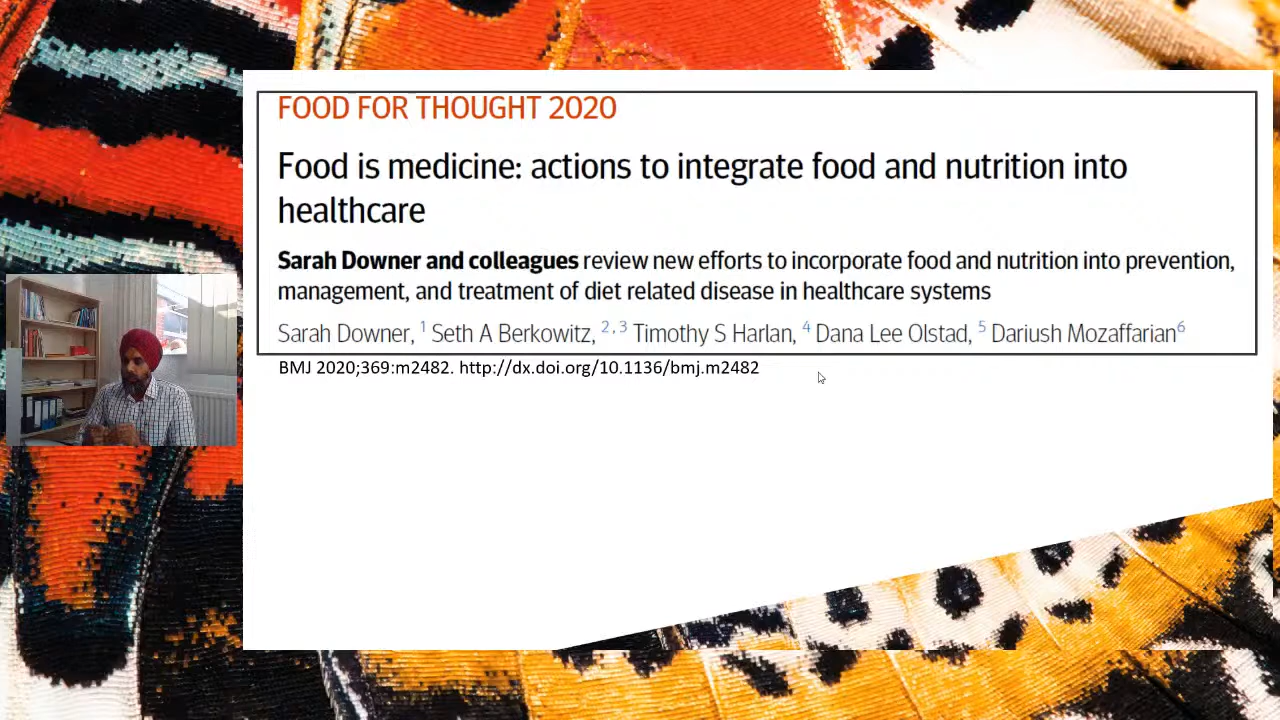 FOOD FOR THOUGHT 2020
Food is medicine: actions to integrate food and nutrition into
healthcare
Sarah Downer and colleagues review new efforts to incorporate food and nutrition into prevention,
management, and treatment of diet related disease in healthcare systems
Sarah Downer, 1 Seth A Berkowitz, 2,3 Timothy S Harlan, 4 Dana Lee Olstad, 5 Dariush Mozaffarian6
BMJ 2020;369:m2482. http://dx.doi.org/10.1136/bmj.m2482